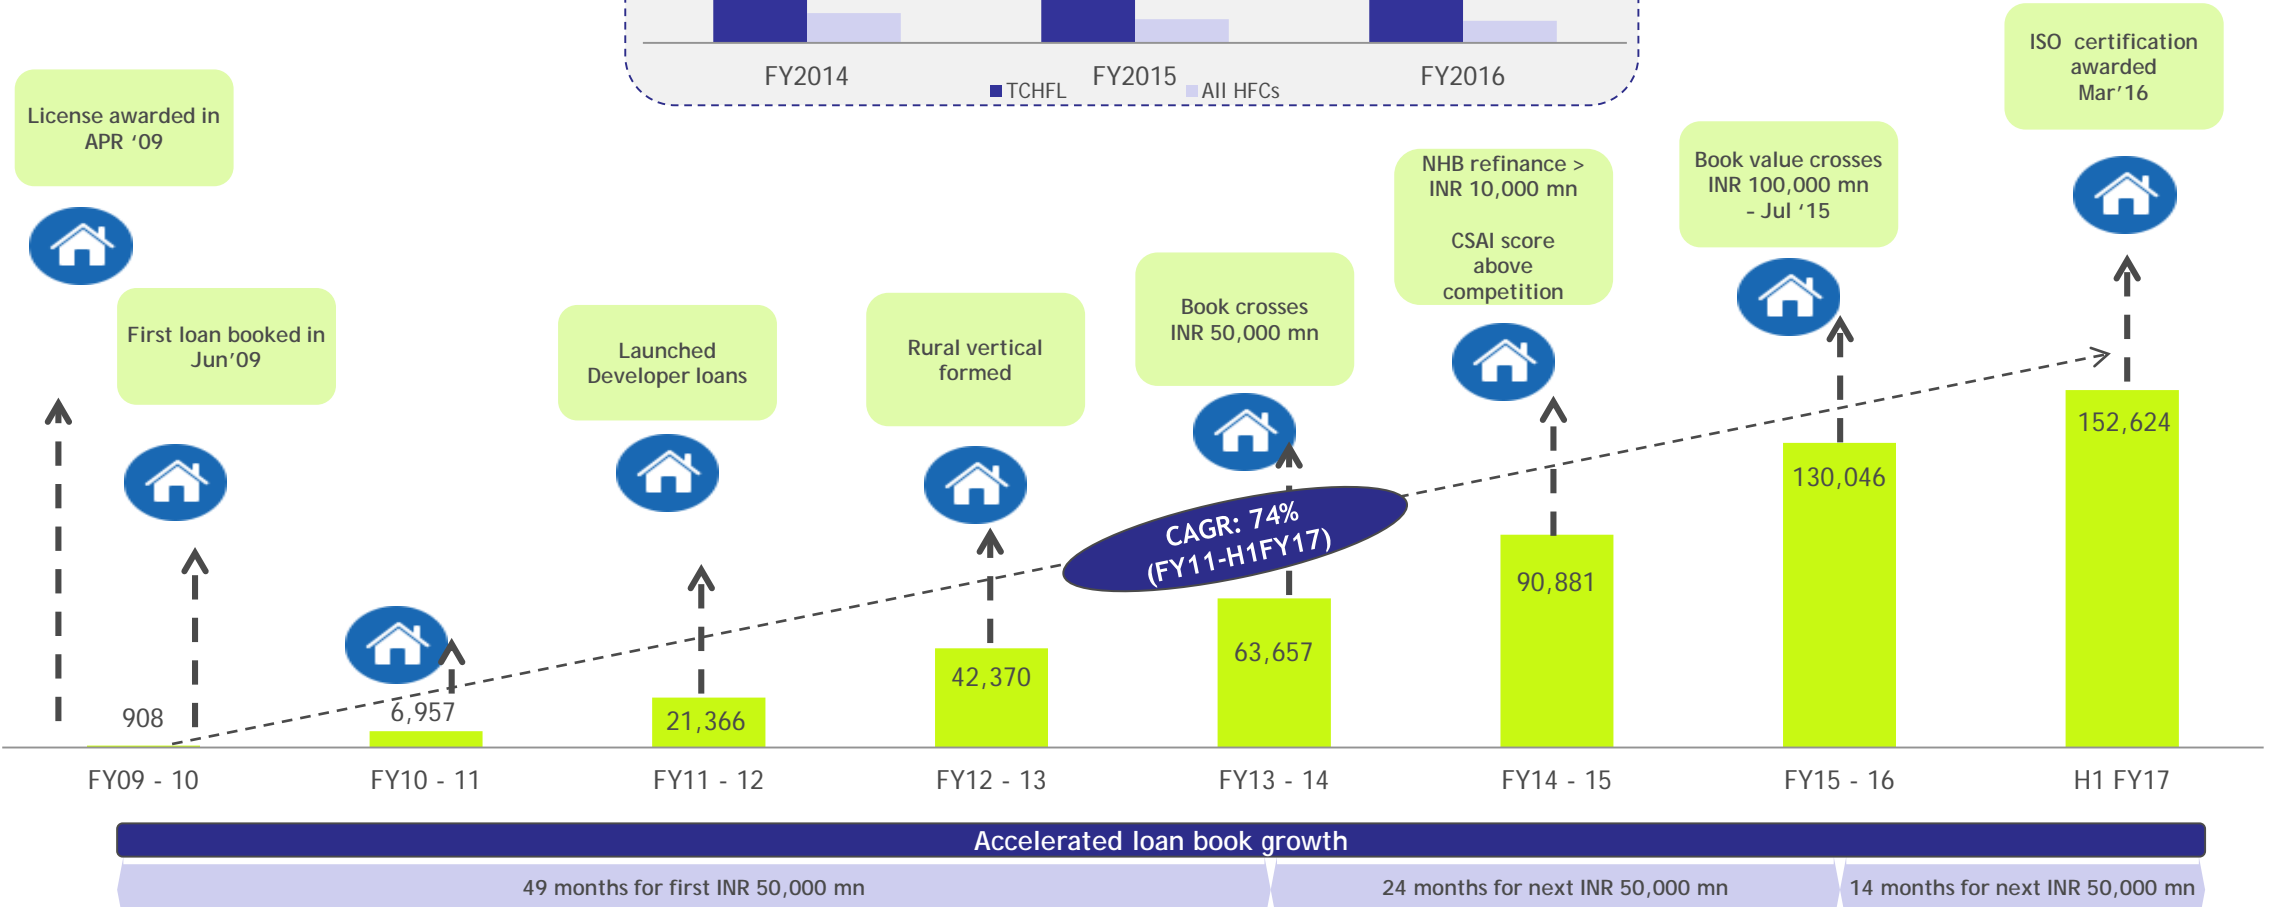 FY2014
FY2015
FY2016
TCHFL
All HFCs
License awarded in
APR ‘09
First loan booked in
Jun’09
Launched
Developer loans
Rural vertical
formed
Book crosses
INR 50,000 mn
NHB refinance >
INR 10,000 mn
CSAI score
above
competition
Book value crosses
INR 100,000 mn
– Jul ‘15
ISO  certification
awarded
Mar’16
CAGR: 74%
(FY11-H1FY17)
908
6,957
21,366
42,370
63,657
90,881
130,046
152,624
FY09 - 10
FY10 - 11
FY11 - 12
FY12 - 13
FY13 - 14
FY14 - 15
FY15 - 16
H1 FY17
Accelerated loan book growth
49 months for first INR 50,000 mn
24 months for next INR 50,000 mn
14 months for next INR 50,000 mn